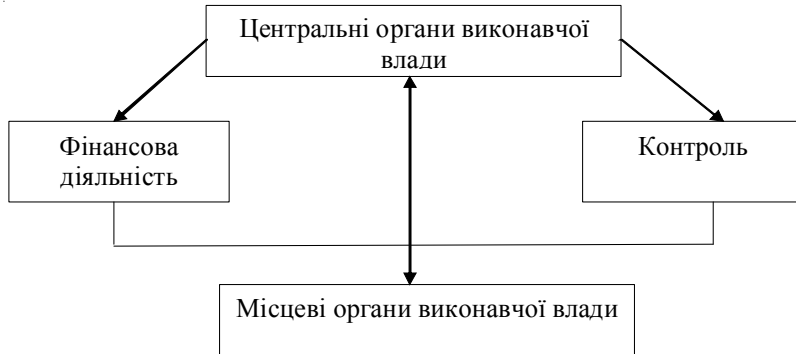 Центральні органи виконавчої
влади
Фінансова
діяльність
Контроль
Місцеві органи виконавчої влади